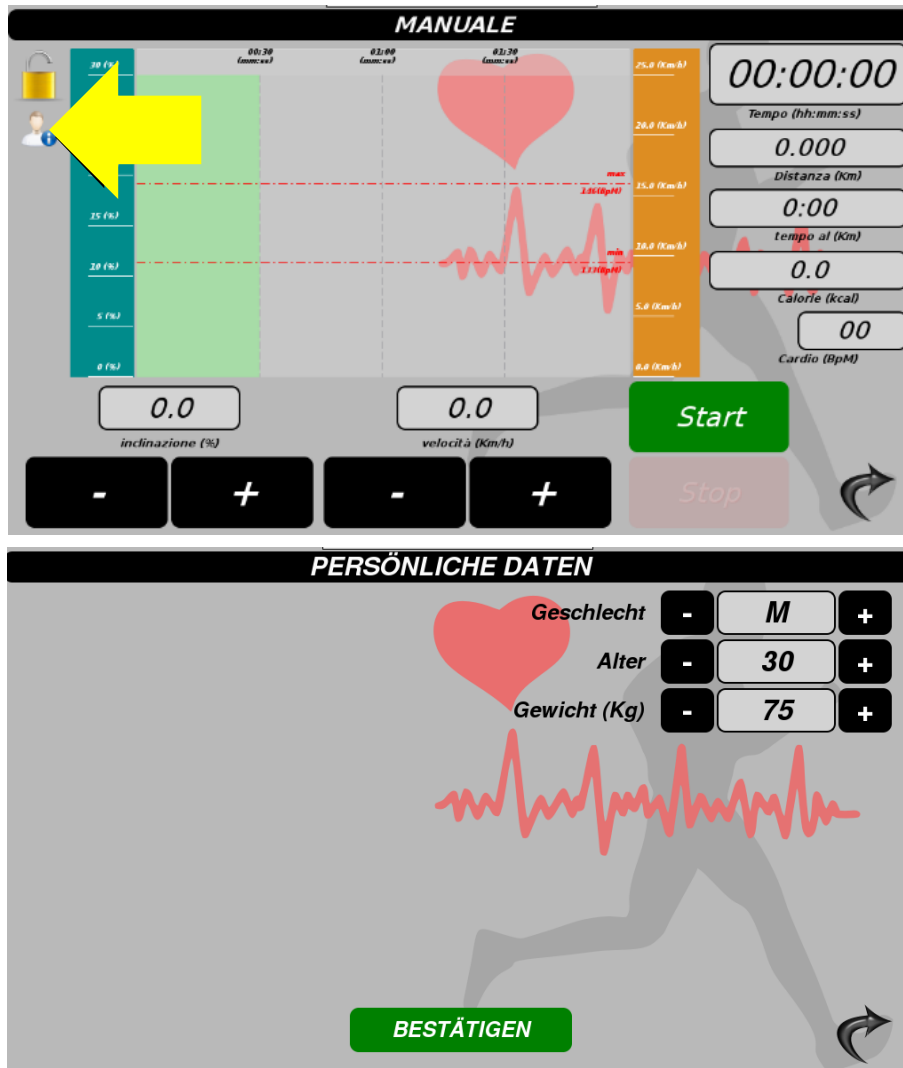 MANUALE
00:30 01:00 01:30
(mm:ss) (mm:ss) (mm:ss)
30 (%)
15 (%)
10 (%)
5 (%)
0 (%)
max
146(BpM)
min
113(BpM)
25.0 (Km/h)
20.0 (Km/h)
15.0 (Km/h)
10.0 (Km/h)
5.0 (Km/h)
0.0 (Km/h)
00:00:00
Tempo (hh:mm:ss)
0.000
Distanza (Km)
0:00
tempo al (Km)
0.0
Calorie (kcal)
00
Cardio (BpM)
0.0 0.0 Start
inclinazione (%) velocità (Km/h)
- + - + Stop
PERSÖNLICHE DATEN
Geschlecht - M +
Alter - 30 +
Gewicht (Kg) - 75 +
BESTÄTIGEN